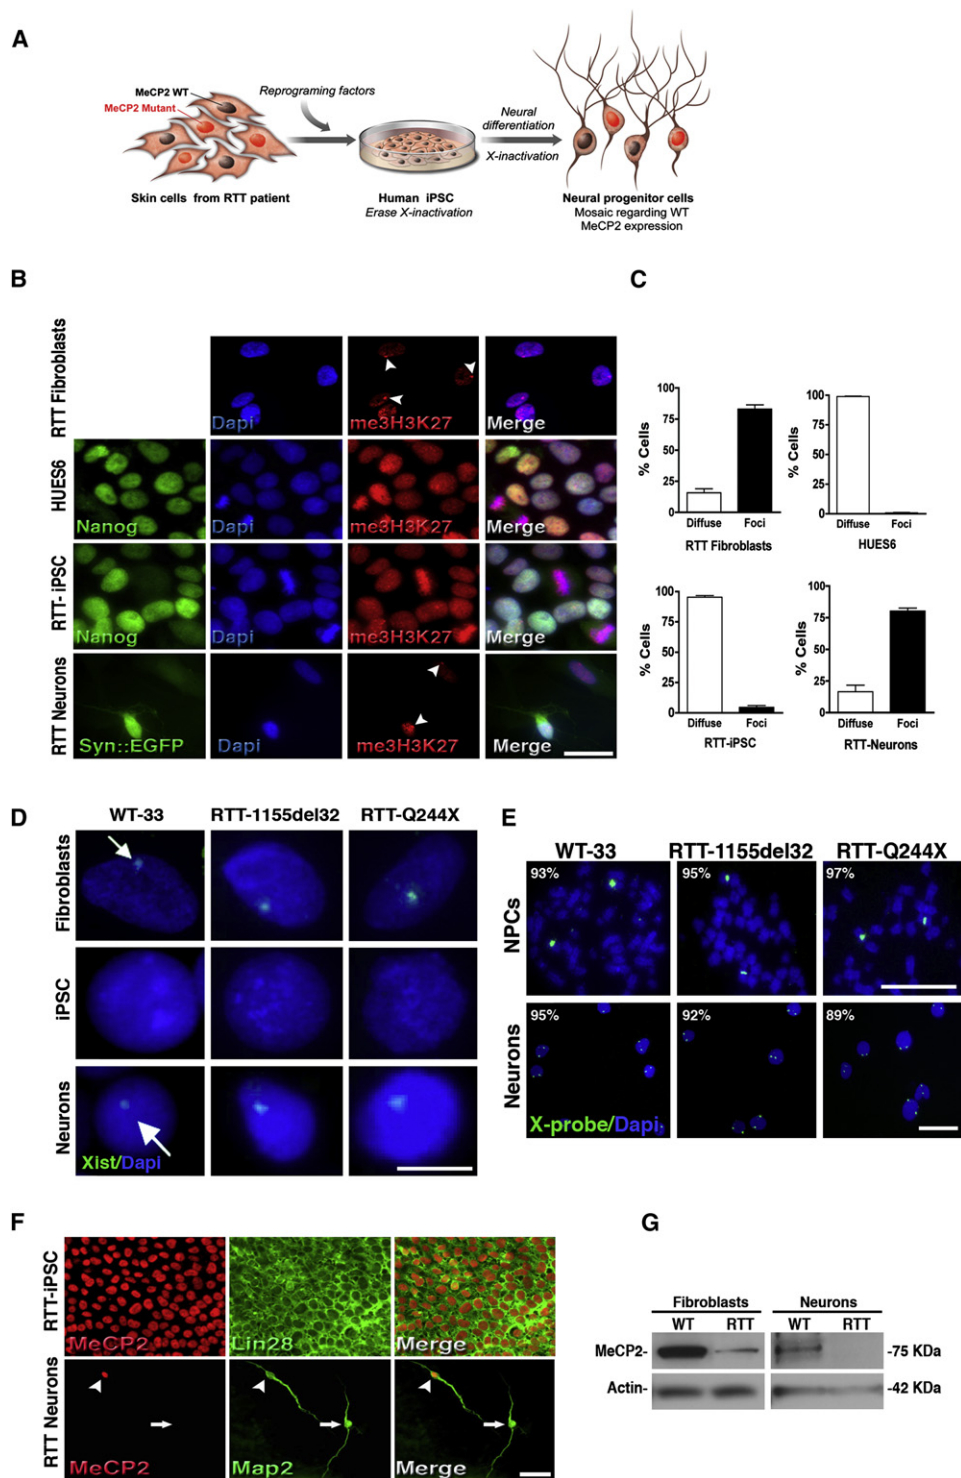 A
MeCP2 WT
MeCP2 Mutant
Reprograming factors
Neural
differentiation
X-inactivation
Skin cells from RTT patient
Human iPSC
Erase X-inactivation
Neural progenitor cells
Mosaic regarding WT
MeCP2 expression
B
RTT Fibroblasts
Dapi
me3H3K27
Merge
HUES6
Nanog
Dapi
me3H3K27
Merge
RTT-iPSC
Nanog
Dapi
me3H3K27
Merge
RTT Neurons
Syn::EGFP
Dapi
me3H3K27
Merge
C
% Cells
100
75
50
25
0
Diffuse
Foci
RTT Fibroblasts
% Cells
100
75
50
25
0
Diffuse
Foci
HUES6
% Cells
100
75
50
25
0
Diffuse
Foci
RTT-iPSC
% Cells
100
75
50
25
0
Diffuse
Foci
RTT-Neurons
D
WT-33
RTT-1155del32
RTT-Q244X
Fibroblasts
iPSC
Neurons
Xist/Dapi
E
WT-33
RTT-1155del32
RTT-Q244X
NPCs
93%
95%
97%
Neurons
95%
92%
89%
X-probe/Dapi
F
RTT-iPSC
MeCP2
Lin28
Merge
RTT Neurons
MeCP2
Map2
Merge
G
Fibroblasts
Neurons
WT
RTT
WT
RTT
MeCP2-
-75 KDa
Actin-
-42 KDa